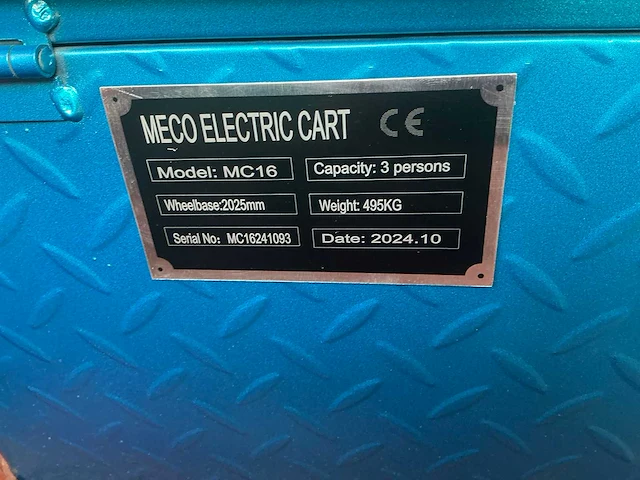 MECO ELECTRIC CART CE
Model: MC16 Capacity: 3 persons
Wheelbase:2025mm Weight: 495KG
Serial No: MC16241093 Date: 2024.10